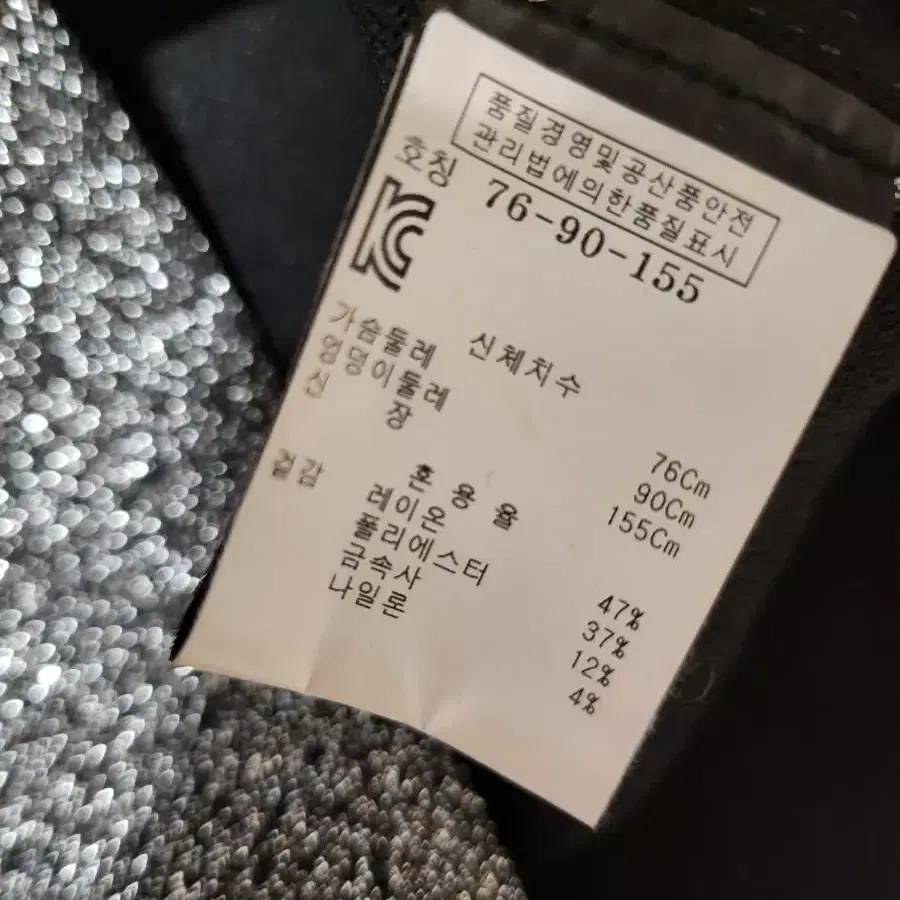 품질경영및공산품안전
관리법에의한품질표시
호칭 76-90-155
KC
신체치수
가슴둘레 76Cm
엉덩이둘레 90Cm
신 장 155Cm
혼 용 율
겉감 레이온 47%
폴리에스터 37%
금속사 12%
나일론 4%